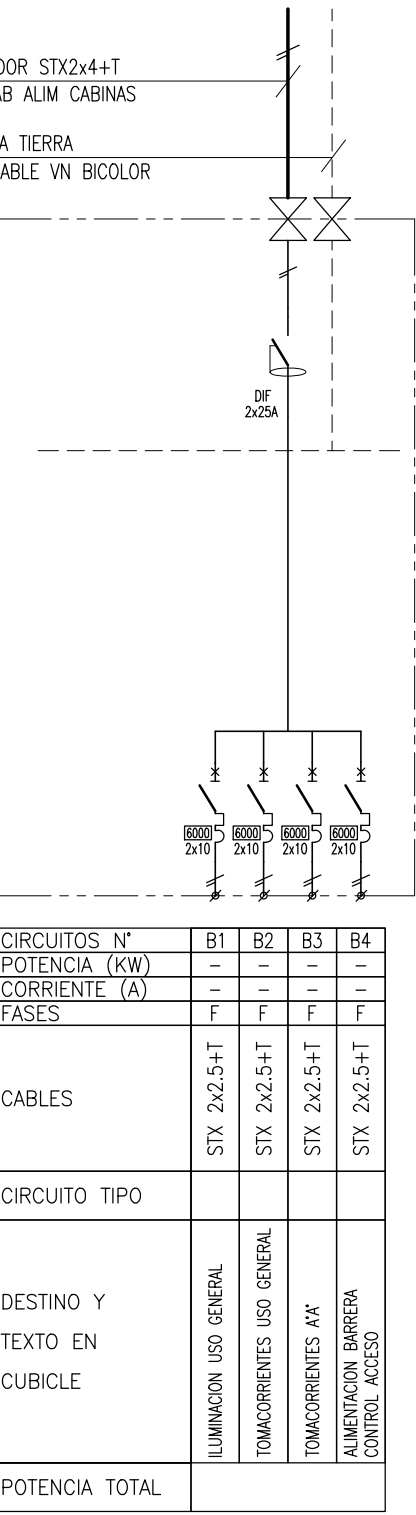 DOR STX2x4+T
AB ALIM CABINAS
A TIERRA
ABLE VN BICOLOR
DIF
2x25A
6000 6000 6000 6000
2x10 2x10 2x10 2x10
CIRCUITOS N° B1 B2 B3 B4
POTENCIA (KW) – – – –
CORRIENTE (A) – – – –
FASES F F F F
CABLES STX 2x2.5+T STX 2x2.5+T STX 2x2.5+T STX 2x2.5+T
CIRCUITO TIPO
DESTINO Y
TEXTO EN
CUBICLE
ILUMINACION USO GENERAL
TOMACORRIENTES USO GENERAL
TOMACORRIENTES A°A°
ALIMENTACION BARRERA
CONTROL ACCESO
POTENCIA TOTAL